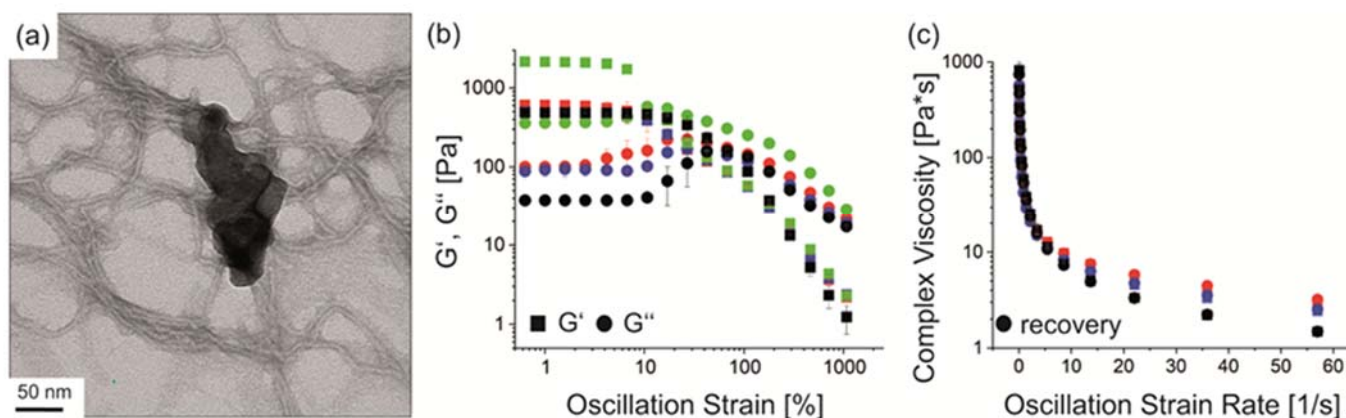 (a)
50 nm
(b)
G‘, G“ [Pa]
1000
100
10
1
G‘ G“
1 10 100 1000
Oscillation Strain [%]
(c)
Complex Viscosity [Pa*s]
1000
100
10
1
recovery
0 10 20 30 40 50 60
Oscillation Strain Rate [1/s]